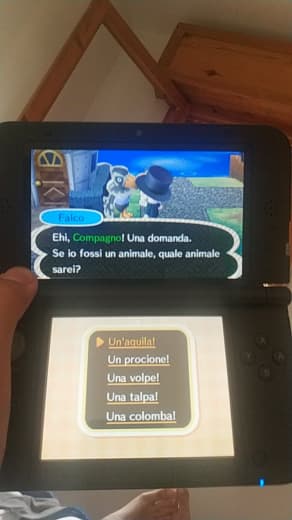 Falco
Ehi, Compagno! Una domanda.
Se io fossi un animale, quale animale
sarei?
Un'aquila!
Un procione!
Una volpe!
Una talpa!
Una colomba!